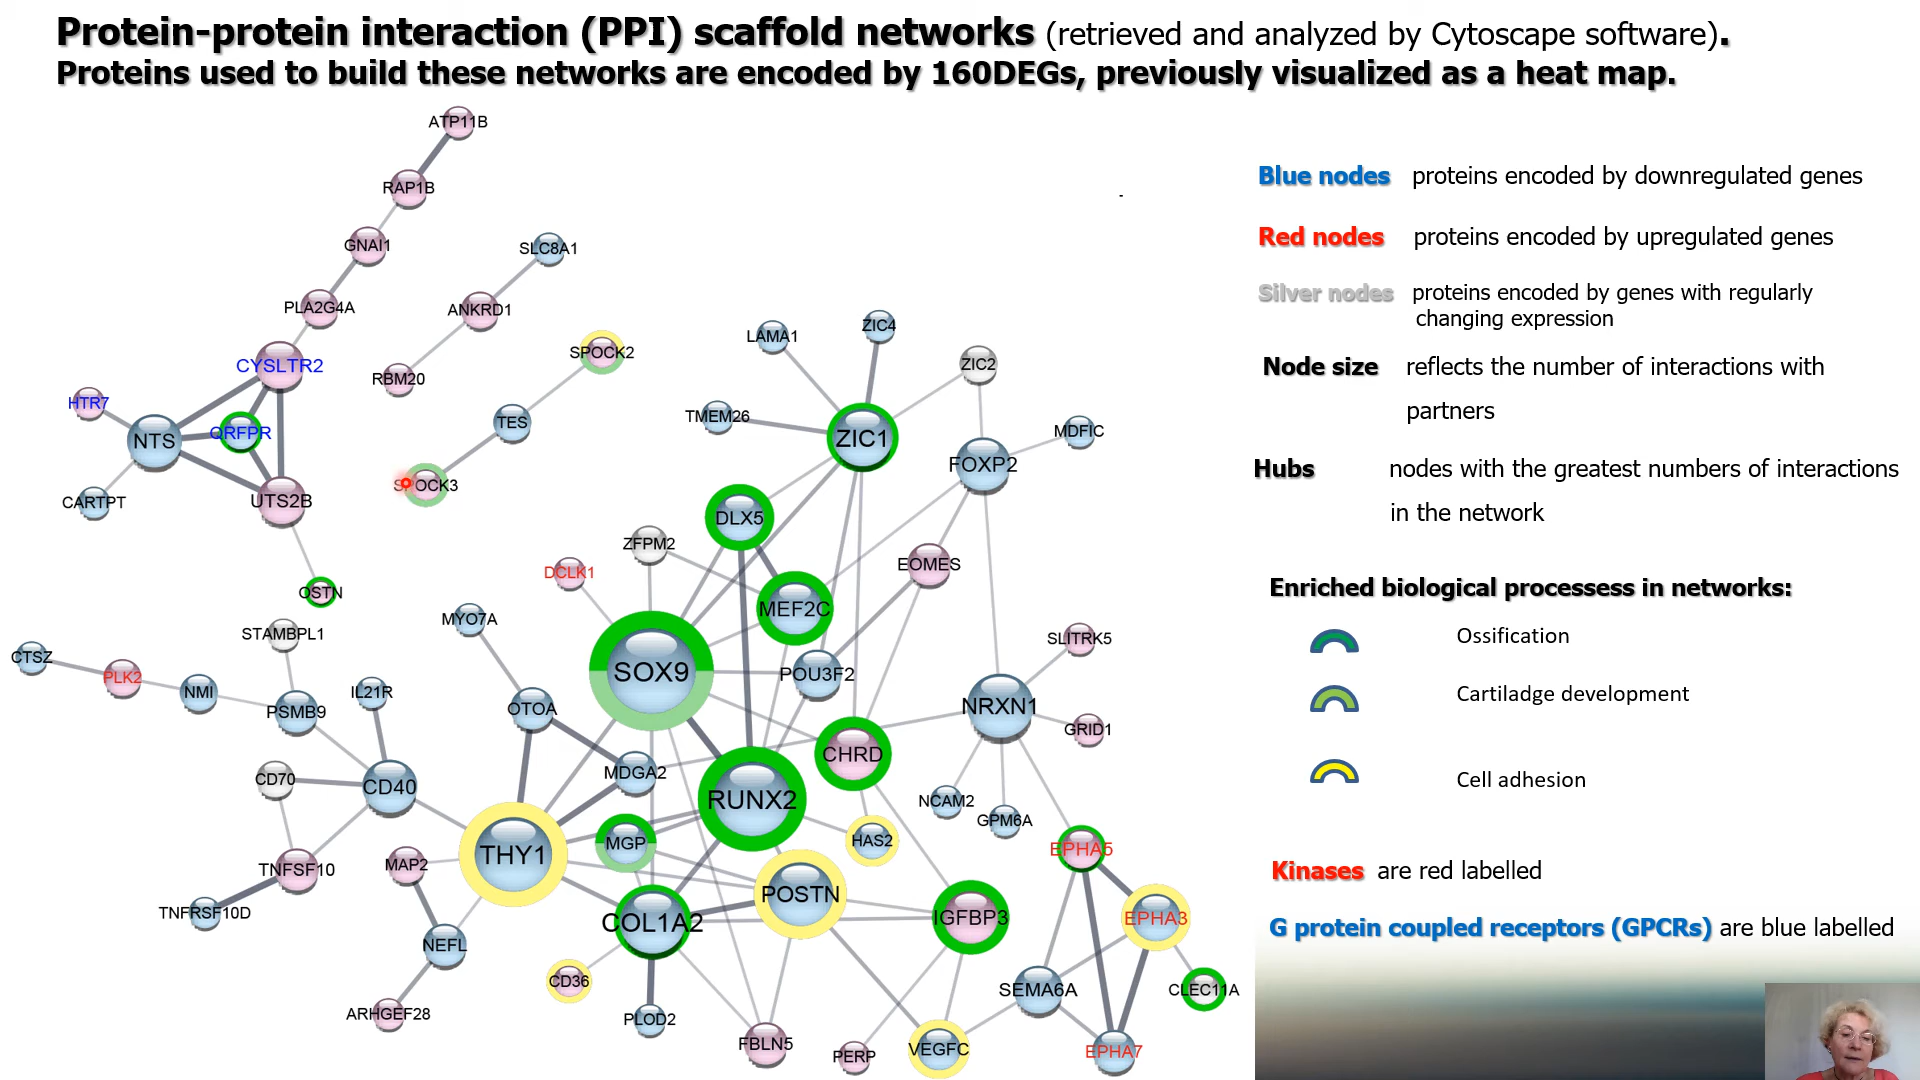 Protein-protein interaction (PPI) scaffold networks (retrieved and analyzed by Cytoscape software).
Proteins used to build these networks are encoded by 160DEGs, previously visualized as a heat map.
ATP11B
RAP1B
GNAI1
SLC8A1
PLA2G4A
ANKRD1
CYSLTR2
RBM20
SPOCK2
HTR7
NTS
QRFPR
TES
CARTPT
UTS2B
SPOCK3
OSTN
LAMA1
ZIC4
ZIC2
TMEM26
ZIC1
MDFIC
FOXP2
DLX5
ZFPM2
EOMES
DCLK1
MEF2C
MYO7A
STAMBPL1
SLITRK5
CTSZ
PLK2
NMI
IL21R
SOX9
POU3F2
PSMB9
OTOA
NRXN1
GRID1
CHRD
CD70
CD40
MDGA2
RUNX2
NCAM2
GPM6A
HAS2
MGP
THY1
EPHA5
TNFSF10
MAP2
POSTN
TNFRSF10D
COL1A2
IGFBP3
EPHA3
NEFL
CD36
SEMA6A
CLEC11A
ARHGEF28
PLOD2
FBLN5
PERP
VEGFC
EPHA7
Blue nodes proteins encoded by downregulated genes
Red nodes proteins encoded by upregulated genes
Silver nodes proteins encoded by genes with regularly
changing expression
Node size reflects the number of interactions with
partners
Hubs nodes with the greatest numbers of interactions
in the network
Enriched biological processess in networks:
Ossification
Cartiladge development
Cell adhesion
Kinases are red labelled
G protein coupled receptors (GPCRs) are blue labelled